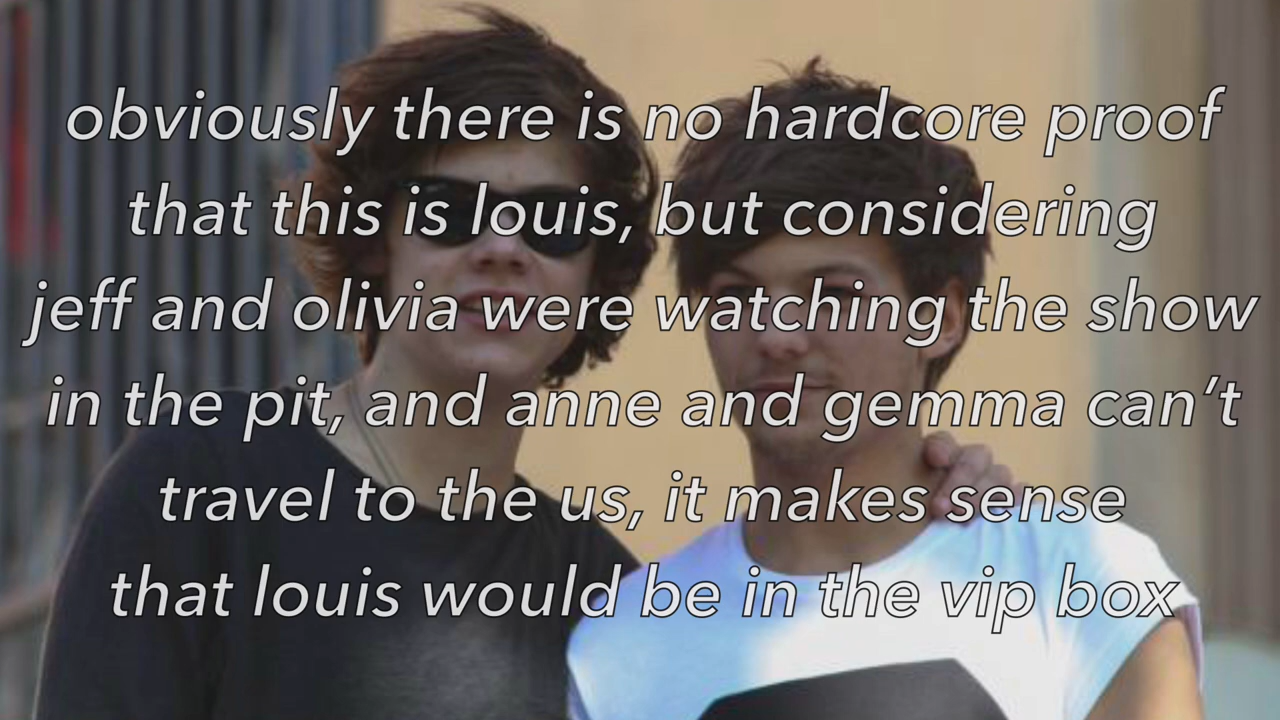 obviously there is no hardcore proof
that this is louis, but considering
jeff and olivia were watching the show
in the pit, and anne and gemma can’t
travel to the us, it makes sense
that louis would be in the vip box